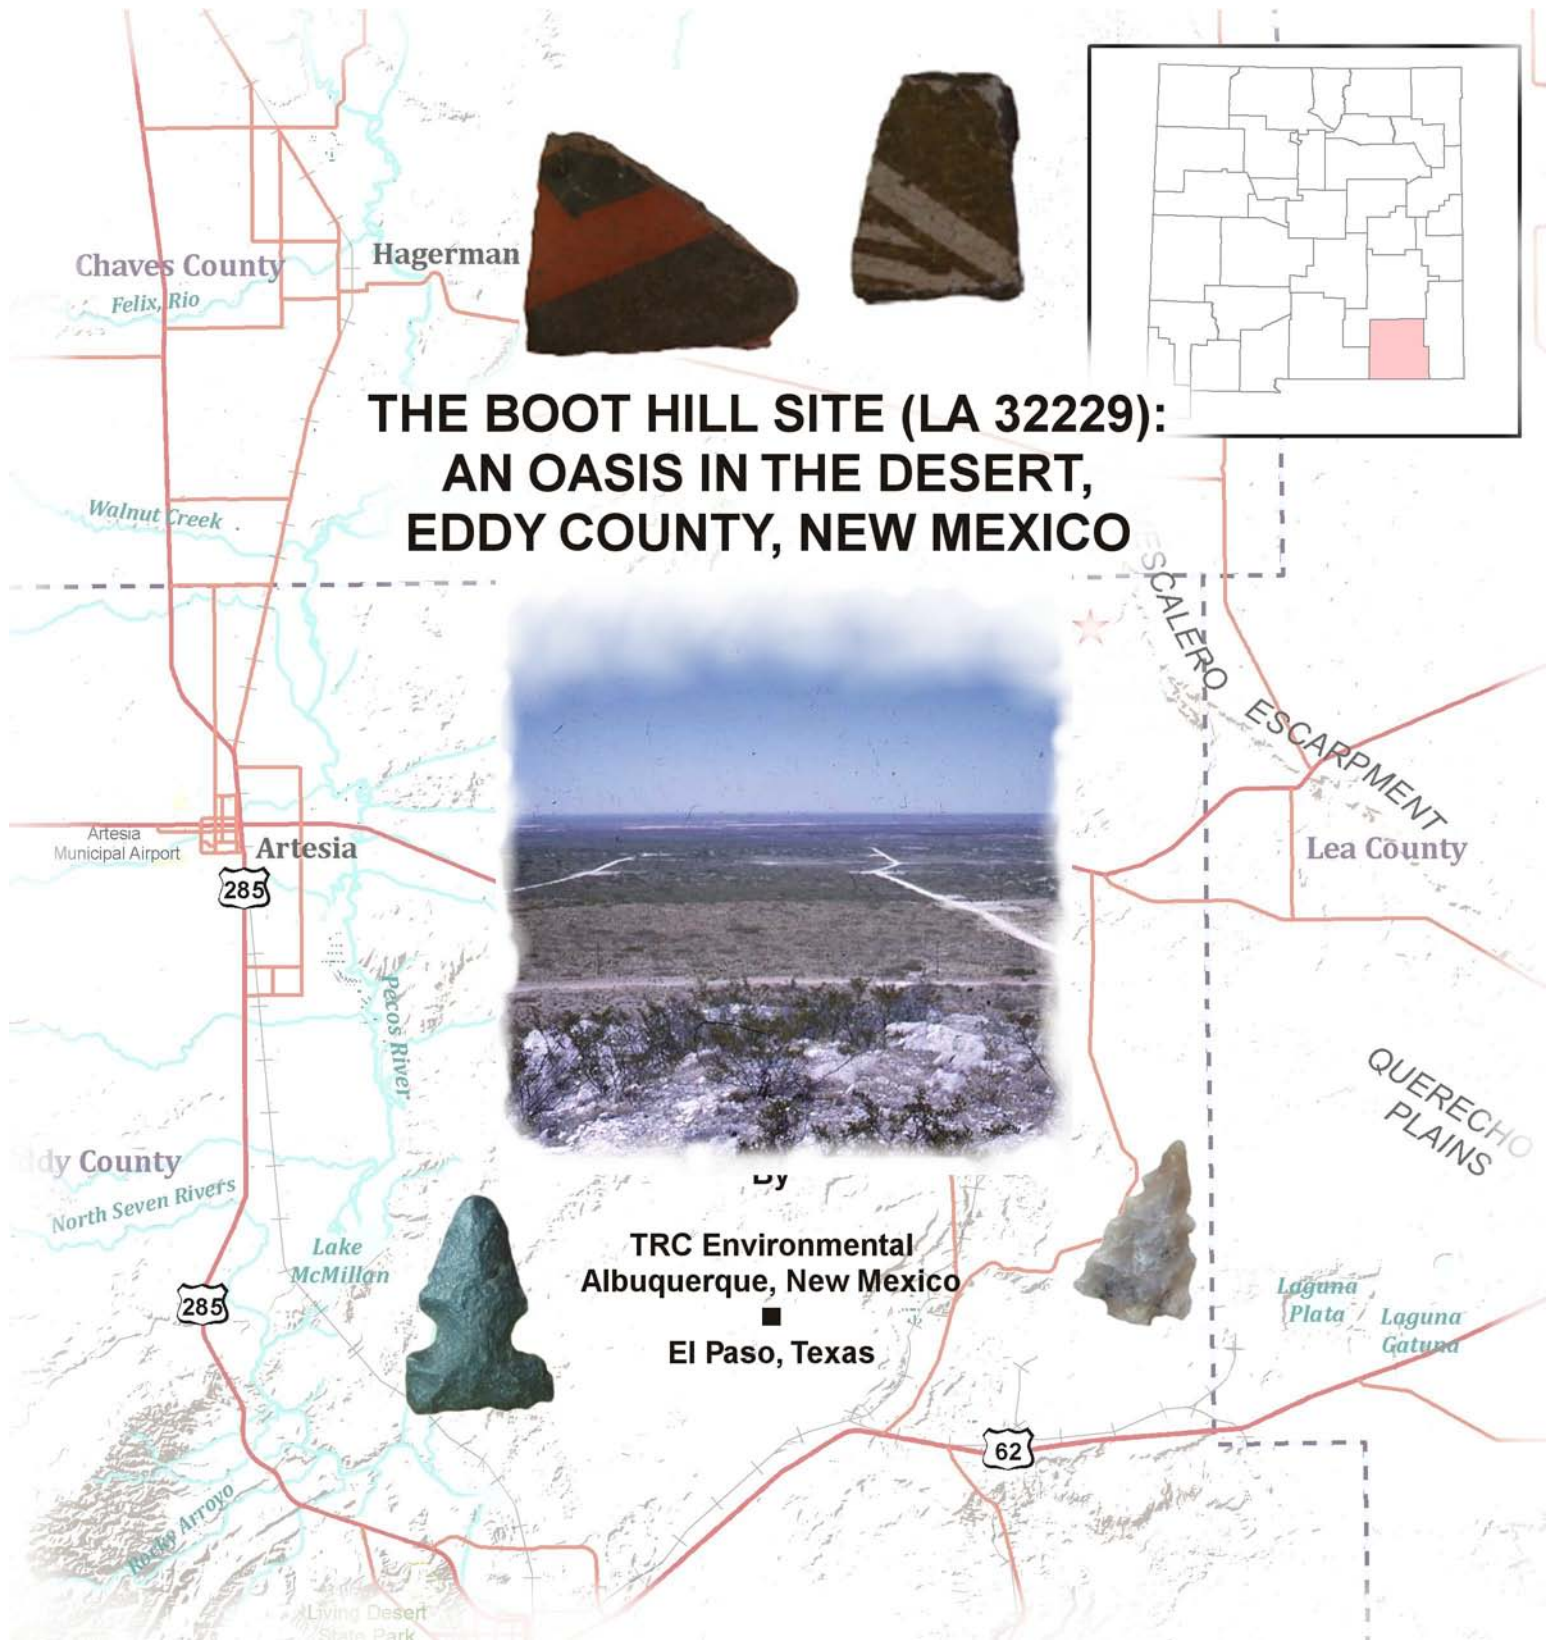 Chaves County
Felix, Rio
Hagerman
THE BOOT HILL SITE (LA 32229):
AN OASIS IN THE DESERT,
EDDY COUNTY, NEW MEXICO
Walnut Creek
ESCALERO ESCARPMENT
Artesia
Municipal Airport
Artesia
285
Lea County
Pecos River
QUERECHO
PLAINS
ddy County
North Seven Rivers
By
Lake
McMillan
TRC Environmental
Albuquerque, New Mexico
■
El Paso, Texas
285
Laguna
Plata
Laguna
Gatuna
62
Rocky Arroyo
Living Desert
State Park